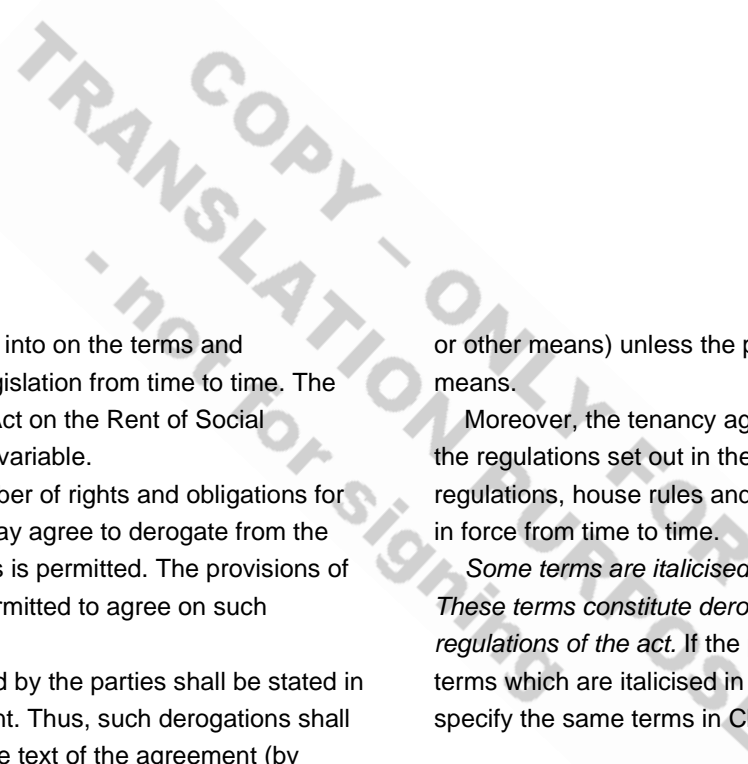 COPY – ONLY FOR
TRANSLATION PURPOSE
- not for signing
into on the terms and
gislation from time to time. The
Act on the Rent of Social
variable.
ber of rights and obligations for
ay agree to derogate from the
s is permitted. The provisions of
rmitted to agree on such
d by the parties shall be stated in
nt. Thus, such derogations shall
e text of the agreement (by
or other means) unless the p
means.
Moreover, the tenancy ag
the regulations set out in the
regulations, house rules and
in force from time to time.
Some terms are italicised
These terms constitute dero
regulations of the act. If the
terms which are italicised in
specify the same terms in C